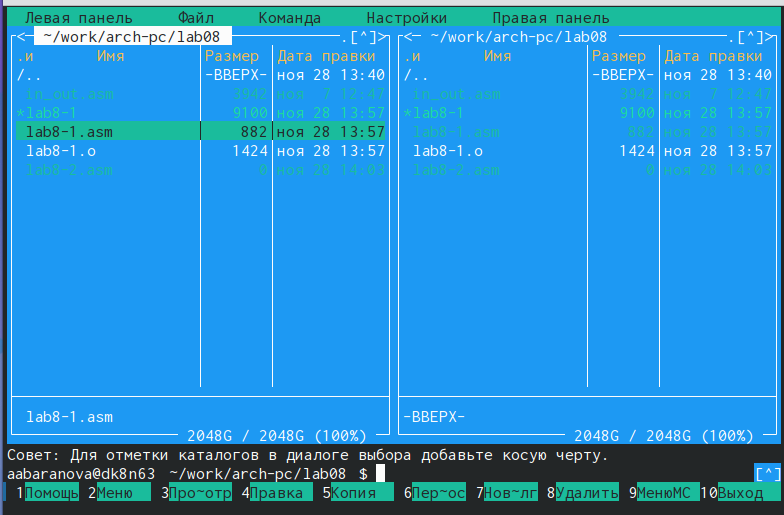 Левая панель Файл Команда Настройки Правая панель
<─ ~/work/arch-pc/lab08 .[^]> <─ ~/work/arch-pc/lab08 .[^]>
.и Имя Размер Дата правки .и Имя Размер Дата правки
/.. -ВВЕРХ- ноя 28 13:40 /.. -ВВЕРХ- ноя 28 13:40
in_out.asm 3942 ноя 7 12:47 in_out.asm 3942 ноя 7 12:47
*lab8-1 9100 ноя 28 13:57 *lab8-1 9100 ноя 28 13:57
lab8-1.asm 882 ноя 28 13:57 lab8-1.asm 882 ноя 28 13:57
lab8-1.o 1424 ноя 28 13:57 lab8-1.o 1424 ноя 28 13:57
lab8-2.asm 0 ноя 28 14:03 lab8-2.asm 0 ноя 28 14:03
lab8-1.asm -ВВЕРХ-
2048G / 2048G (100%) 2048G / 2048G (100%)
Совет: Для отметки каталогов в диалоге выбора добавьте косую черту.
aabaranova@dk8n63 ~/work/arch-pc/lab08 $ [^]
1Помощь 2Меню 3Про~отр 4Правка 5Копия 6Пер~ос 7Нов~лг 8Удалить 9МенюМС 10Выход